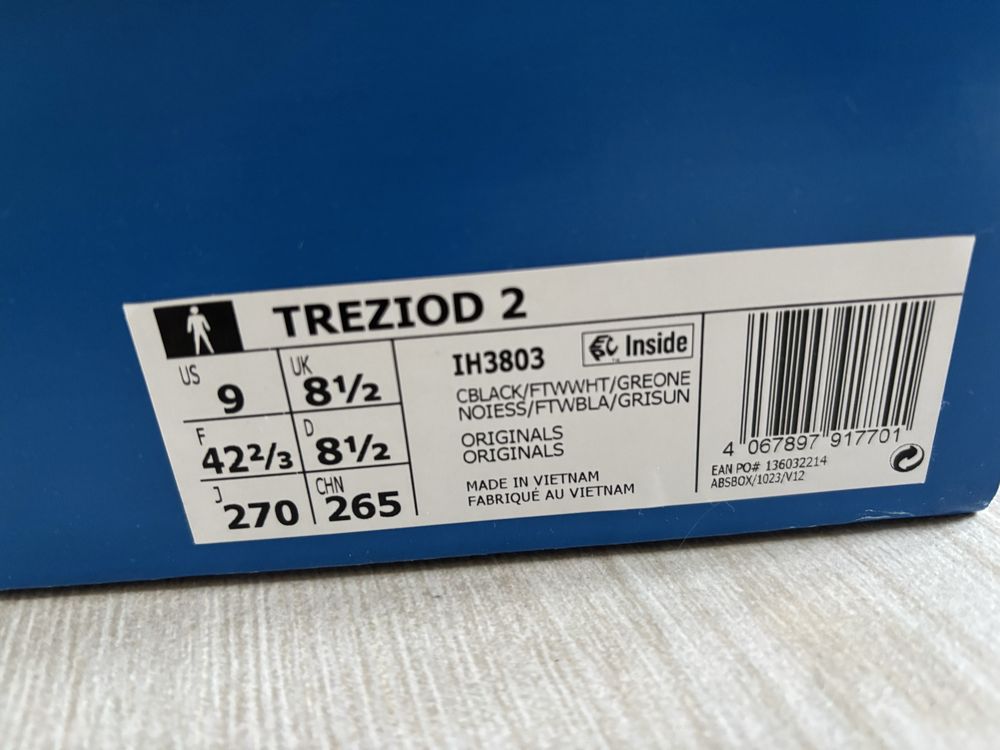 TREZIOD 2
US 9 UK 8½
F 42⅔ D 8½
J 270 CHN 265
IH3803
Inside
CBLACK/FTWWHT/GREONE
NOIESS/FTWBLA/GRISUN
ORIGINALS
ORIGINALS
MADE IN VIETNAM
FABRIQUÉ AU VIETNAM
4 067897 917701
EAN PO# 136032214
ABSBOX/1023/V12